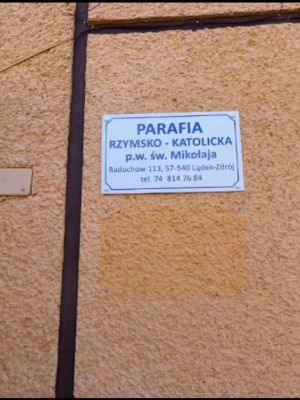 PARAFIA
RZYMSKO - KATOLICKA
p.w. św. Mikołaja
Radochów 113, 57-540 Lądek-Zdrój
tel. 74 814 76 84